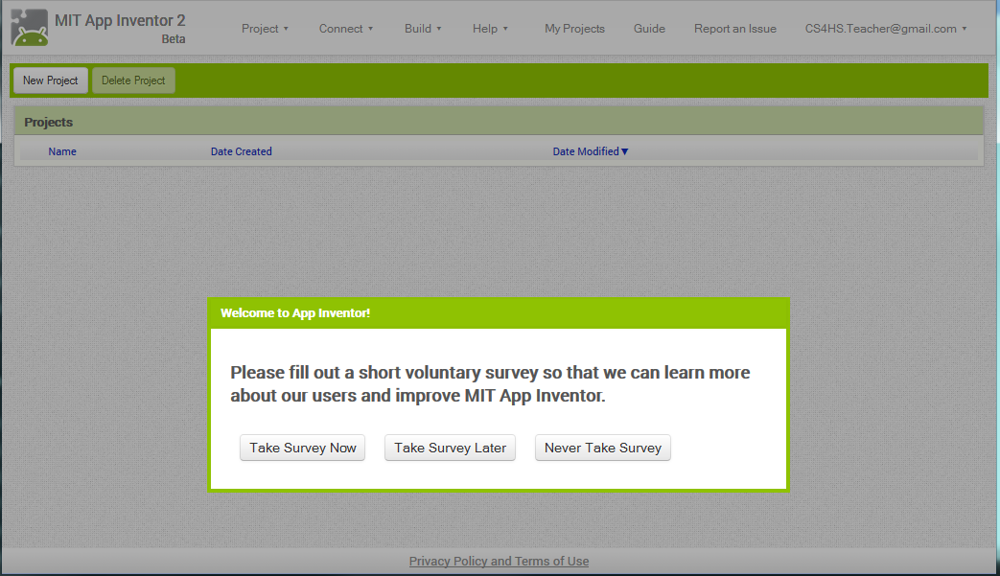 MIT App Inventor 2
Beta
Project ▾ Connect ▾ Build ▾ Help ▾ My Projects Guide Report an Issue CS4HS.Teacher@gmail.com ▾
New Project Delete Project
Projects
Name Date Created Date Modified▼
Welcome to App Inventor!
Please fill out a short voluntary survey so that we can learn more
about our users and improve MIT App Inventor.
Take Survey Now Take Survey Later Never Take Survey
Privacy Policy and Terms of Use